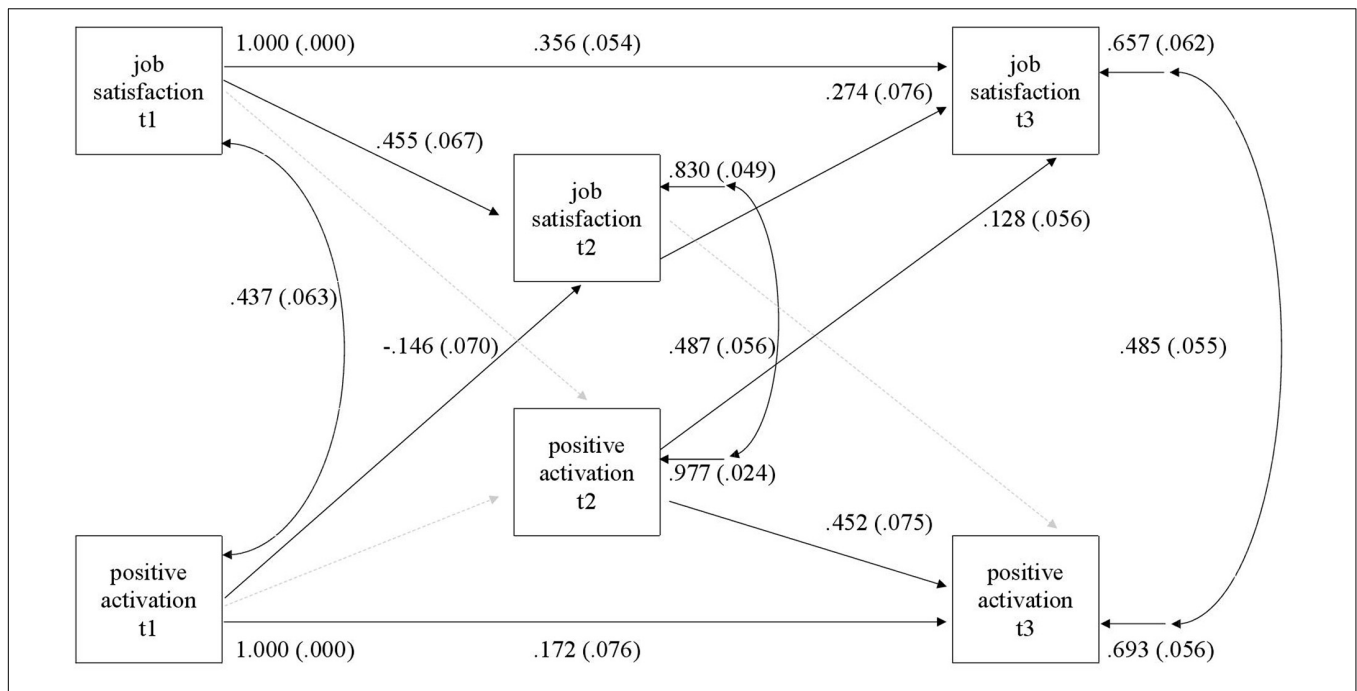 1.000 (.000)
.356 (.054)
.657 (.062)
job
satisfaction
t1
job
satisfaction
t3
.274 (.076)
.455 (.067)
.830 (.049)
job
satisfaction
t2
.128 (.056)
.437 (.063)
-.146 (.070)
.487 (.056)
.485 (.055)
positive
activation
t2
.977 (.024)
.452 (.075)
positive
activation
t1
positive
activation
t3
1.000 (.000)
.172 (.076)
.693 (.056)